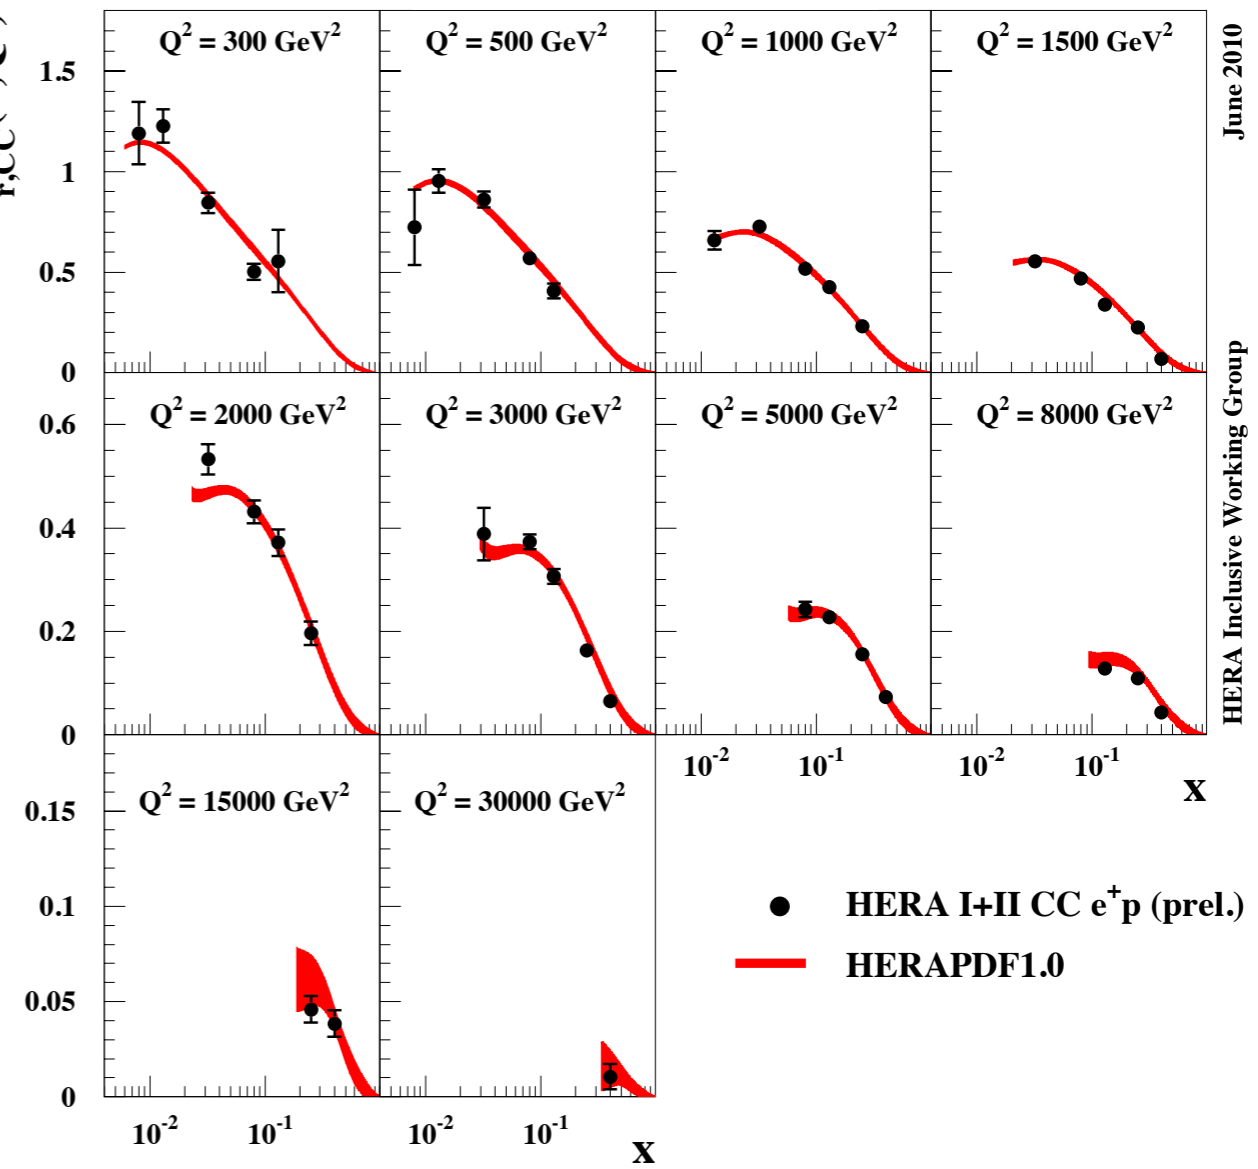 Q² = 300 GeV²
Q² = 500 GeV²
Q² = 1000 GeV²
Q² = 1500 GeV²
1.5
1
0.5
0
r,CC
June 2010
Q² = 2000 GeV²
Q² = 3000 GeV²
Q² = 5000 GeV²
Q² = 8000 GeV²
0.6
0.4
0.2
0
HERA Inclusive Working Group
10⁻² 10⁻¹ 10⁻² 10⁻¹
x
Q² = 15000 GeV²
Q² = 30000 GeV²
0.15
0.1
0.05
0
10⁻² 10⁻¹ 10⁻² 10⁻¹
x
HERA I+II CC e⁺p (prel.)
HERAPDF1.0